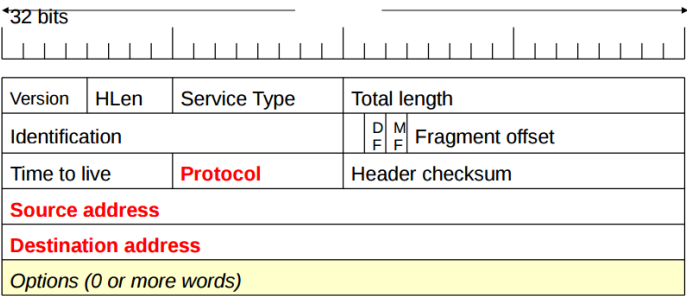 32 bits
Version HLen Service Type Total length
Identification D F M F Fragment offset
Time to live Protocol Header checksum
Source address
Destination address
Options (0 or more words)